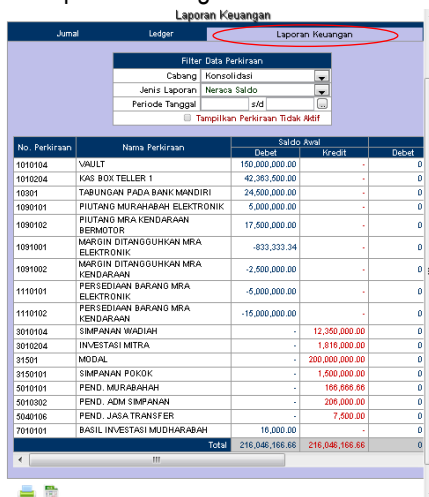 Laporan Keuangan
Jurnal Ledger Laporan Keuangan
Filter Data Perkiraan
Cabang Konsolidasi
Jenis Laporan Neraca Saldo
Periode Tanggal s/d ...
Tampilkan Perkiraan Tidak Aktif
No. Perkiraan Nama Perkiraan Saldo Awal
Debet Kredit Debet
1010104 VAULT 150,000,000.00 - 0
1010204 KAS BOX TELLER 1 42,363,500.00 - 0
10301 TABUNGAN PADA BANK MANDIRI 24,500,000.00 - 0
1090101 PIUTANG MURAHABAH ELEKTRONIK 5,000,000.00 - 0
1090102 PIUTANG MRA KENDARAAN BERMOTOR 17,500,000.00 - 0
1091001 MARGIN DITANGGUHKAN MRA ELEKTRONIK -833,333.34 - 0
1091002 MARGIN DITANGGUHKAN MRA KENDARAAN -2,500,000.00 - 0
1110101 PERSEDIAAN BARANG MRA ELEKTRONIK -5,000,000.00 - 0
1110102 PERSEDIAAN BARANG MRA KENDARAAN -15,000,000.00 - 0
3010104 SIMPANAN WADIAH - 12,350,000.00 0
3010204 INVESTASI MITRA - 1,816,000.00 0
31501 MODAL - 200,000,000.00 0
3150101 SIMPANAN POKOK - 1,500,000.00 0
5010101 PEND. MURABAHAH - 166,666.66 0
5010302 PEND. ADM SIMPANAN - 206,000.00 0
5040106 PEND. JASA TRANSFER - 7,500.00 0
7010101 BASIL INVESTASI MUDHARABAH 16,000.00 - 0
Total 216,046,166.66 216,046,166.66 0